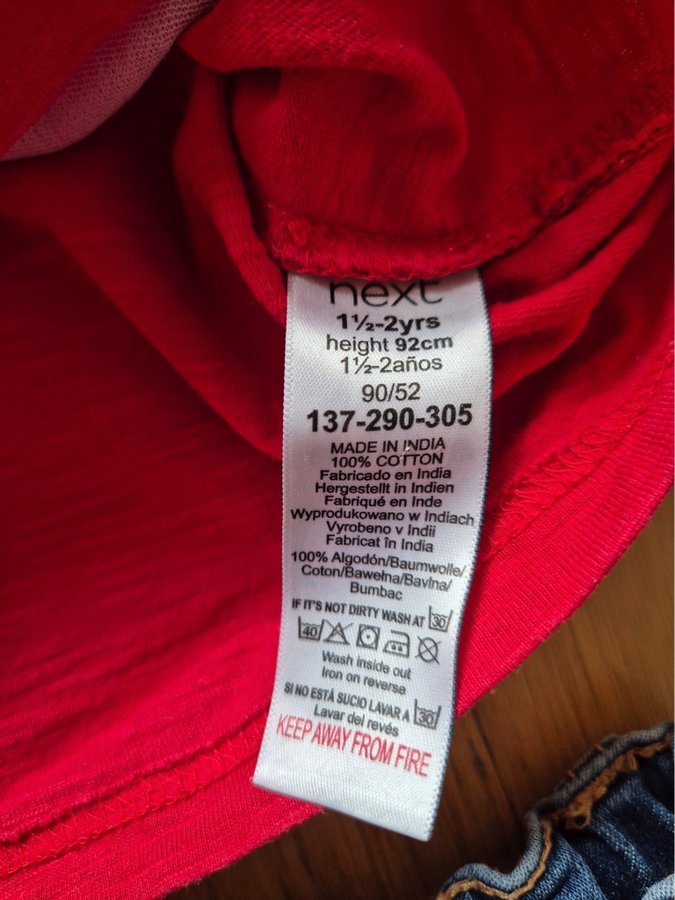 next
1½-2yrs
height 92cm
1½-2años
90/52
137-290-305
MADE IN INDIA
100% COTTON
Fabricado en India
Hergestellt in Indien
Fabriqué en Inde
Wyprodukowano w Indiach
Vyrobeno v Indii
Fabricat în India
100% Algodón/Baumwolle/
Coton/Bawełna/Bavlna/
Bumbac
IF IT'S NOT DIRTY WASH AT 30
40
Wash inside out
Iron on reverse
SI NO ESTÁ SUCIO LAVAR A 30
Lavar del revés
KEEP AWAY FROM FIRE